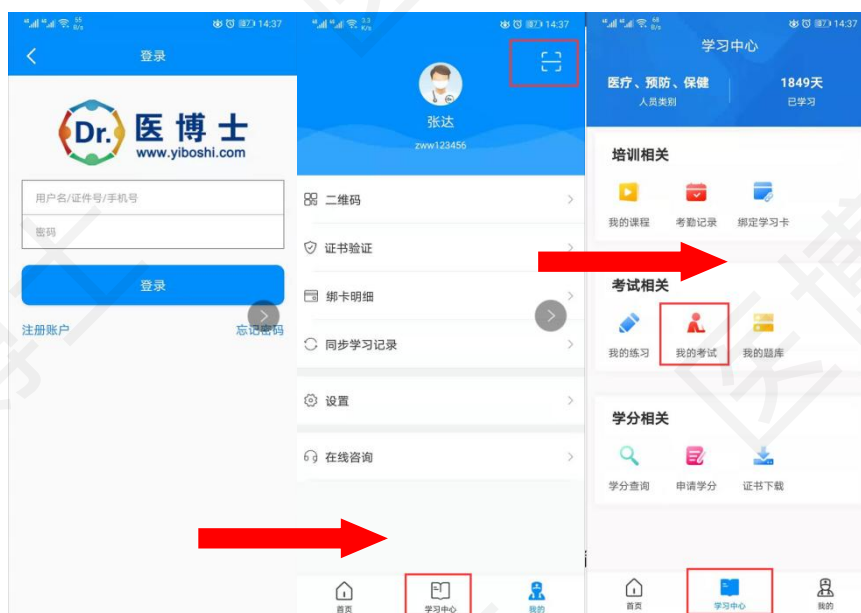 14:37
登录
Dr. 医博士
www.yiboshi.com
用户名/证件号/手机号
密码
登录
注册账户
忘记密码
14:37
张达
zww123456
二维码
证书验证
绑卡明细
同步学习记录
设置
在线咨询
首页
学习中心
我的
14:37
学习中心
医疗、预防、保健
人员类别
1849天
已学习
培训相关
我的课程
考勤记录
绑定学习卡
考试相关
我的练习
我的考试
我的题库
学分相关
学分查询
申请学分
证书下载
首页
学习中心
我的